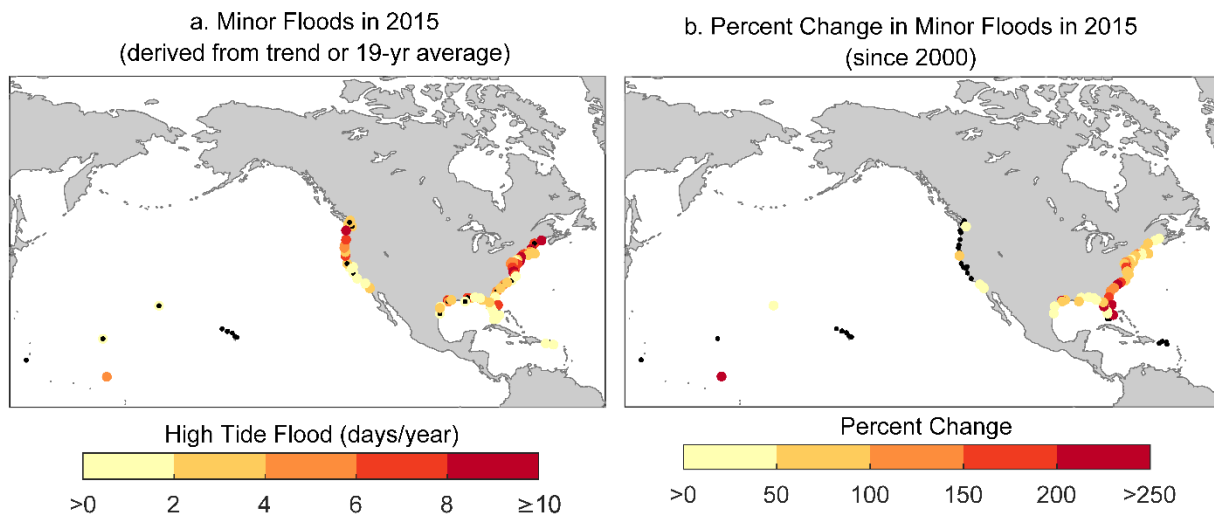 a. Minor Floods in 2015
(derived from trend or 19-yr average)
High Tide Flood (days/year)
>0 2 4 6 8 ≥10
b. Percent Change in Minor Floods in 2015
(since 2000)
Percent Change
>0 50 100 150 200 >250